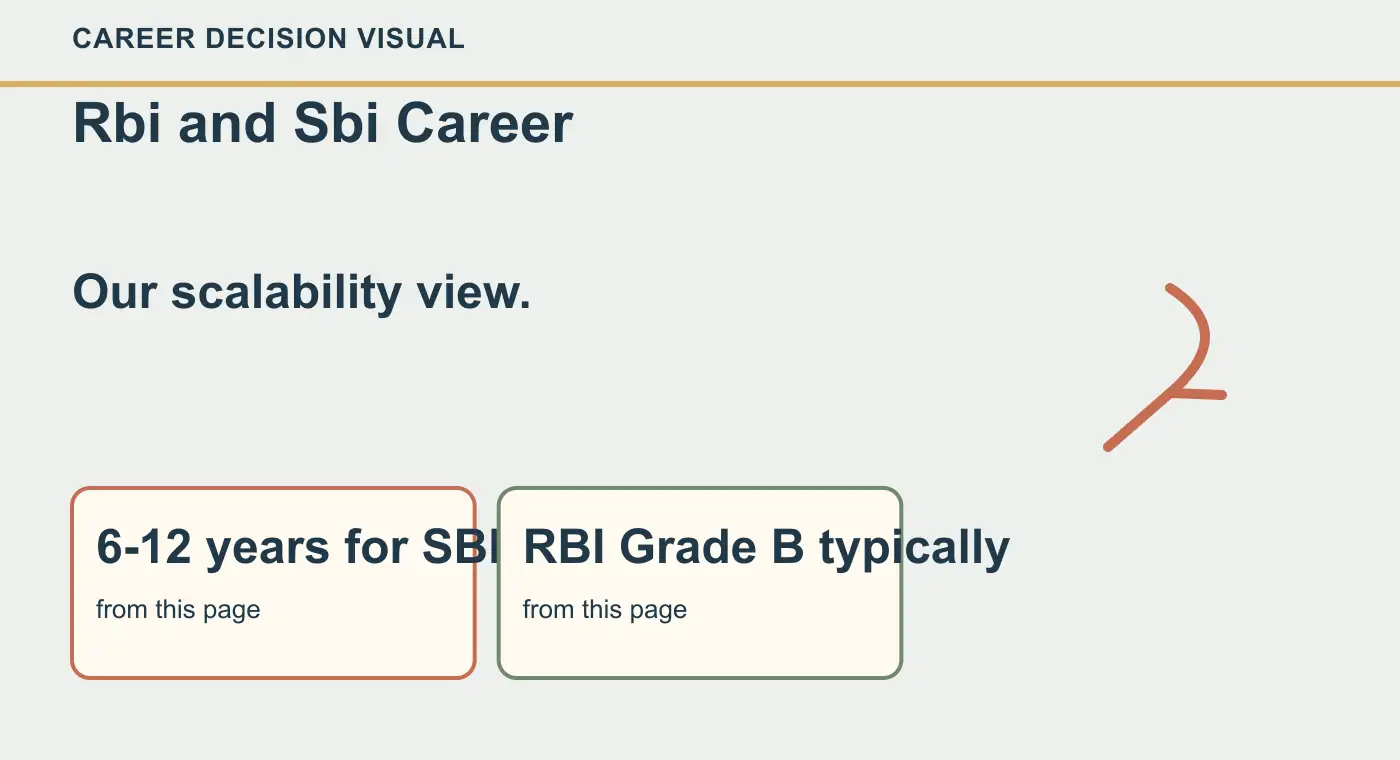 CAREER DECISION VISUAL
Rbi and Sbi Career
Our scalability view.
6-12 years for SBI
from this page
RBI Grade B typically
from this page